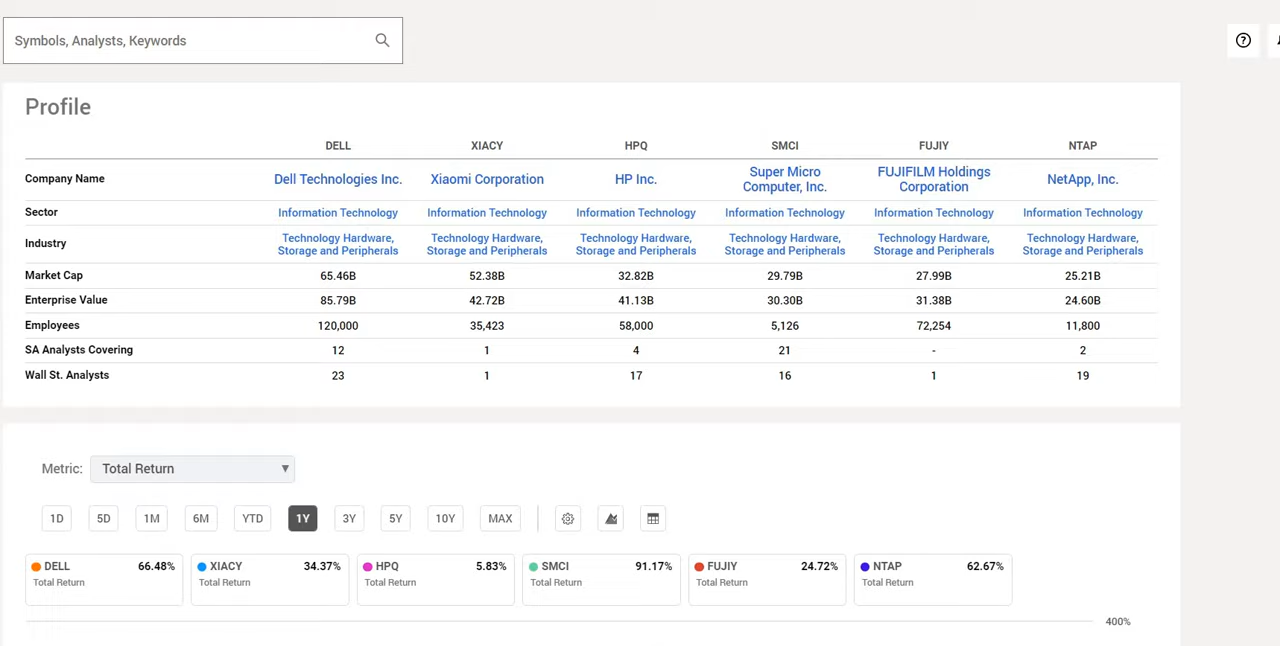 Symbols, Analysts, Keywords
Profile
DELL XIACY HPQ SMCI FUJIY NTAP
Company Name Dell Technologies Inc. Xiaomi Corporation HP Inc. Super Micro Computer, Inc. FUJIFILM Holdings Corporation NetApp, Inc.
Sector Information Technology Information Technology Information Technology Information Technology Information Technology Information Technology
Industry Technology Hardware, Storage and Peripherals Technology Hardware, Storage and Peripherals Technology Hardware, Storage and Peripherals Technology Hardware, Storage and Peripherals Technology Hardware, Storage and Peripherals Technology Hardware, Storage and Peripherals
Market Cap 65.46B 52.38B 32.82B 29.79B 27.99B 25.21B
Enterprise Value 85.79B 42.72B 41.13B 30.30B 31.38B 24.60B
Employees 120,000 35,423 58,000 5,126 72,254 11,800
SA Analysts Covering 12 1 4 21 - 2
Wall St. Analysts 23 1 17 16 1 19
Metric: Total Return
1D 5D 1M 6M YTD 1Y 3Y 5Y 10Y MAX
DELL 66.48% XIACY 34.37% HPQ 5.83% SMCI 91.17% FUJIY 24.72% NTAP 62.67%
Total Return Total Return Total Return Total Return Total Return Total Return
400%